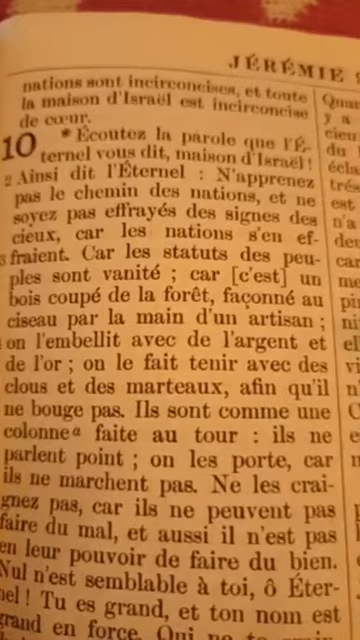 JÉRÉMIE 9
nations sont incirconcises, et toute
la maison d'Israël est incirconcise
de cœur.
10 * Écoutez la parole que l'É-
ternel vous dit, maison d'Israël !
2 Ainsi dit l'Éternel : N'apprenez
pas le chemin des nations, et ne
soyez pas effrayés des signes des
cieux, car les nations s'en ef-
3 fraient. Car les statuts des peu-
ples sont vanité ; car [c'est] un
bois coupé de la forêt, façonné au
ciseau par la main d'un artisan ;
on l'embellit avec de l'argent et
de l'or ; on le fait tenir avec des
clous et des marteaux, afin qu'il
ne bouge pas. Ils sont comme une
colonneᵃ faite au tour : ils ne
parlent point ; on les porte, car
ils ne marchent pas. Ne les crai-
gnez pas, car ils ne peuvent pas
faire du mal, et aussi il n'est pas
en leur pouvoir de faire du bien.
Nul n'est semblable à toi, ô Éter-
nel ! Tu es grand, et ton nom est
grand en force. Qui ne